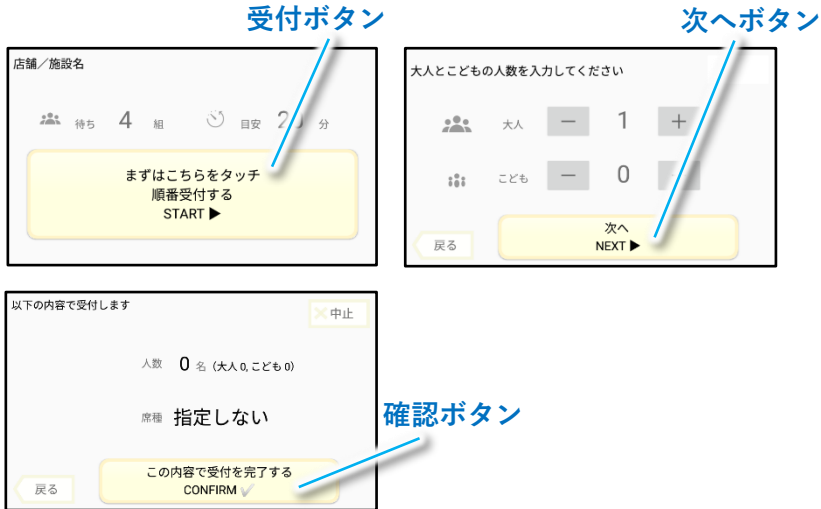 受付ボタン
次へボタン
店舗／施設名
待ち 4 組 目安 20 分
まずはこちらをタッチ
順番受付する
START ▶
大人とこどもの人数を入力してください
大人 － 1 ＋
こども － 0
次へ
NEXT ▶
戻る
以下の内容で受付します
×中止
人数 0 名 (大人 0, こども 0)
席種 指定しない
確認ボタン
この内容で受付を完了する
CONFIRM ✓
戻る